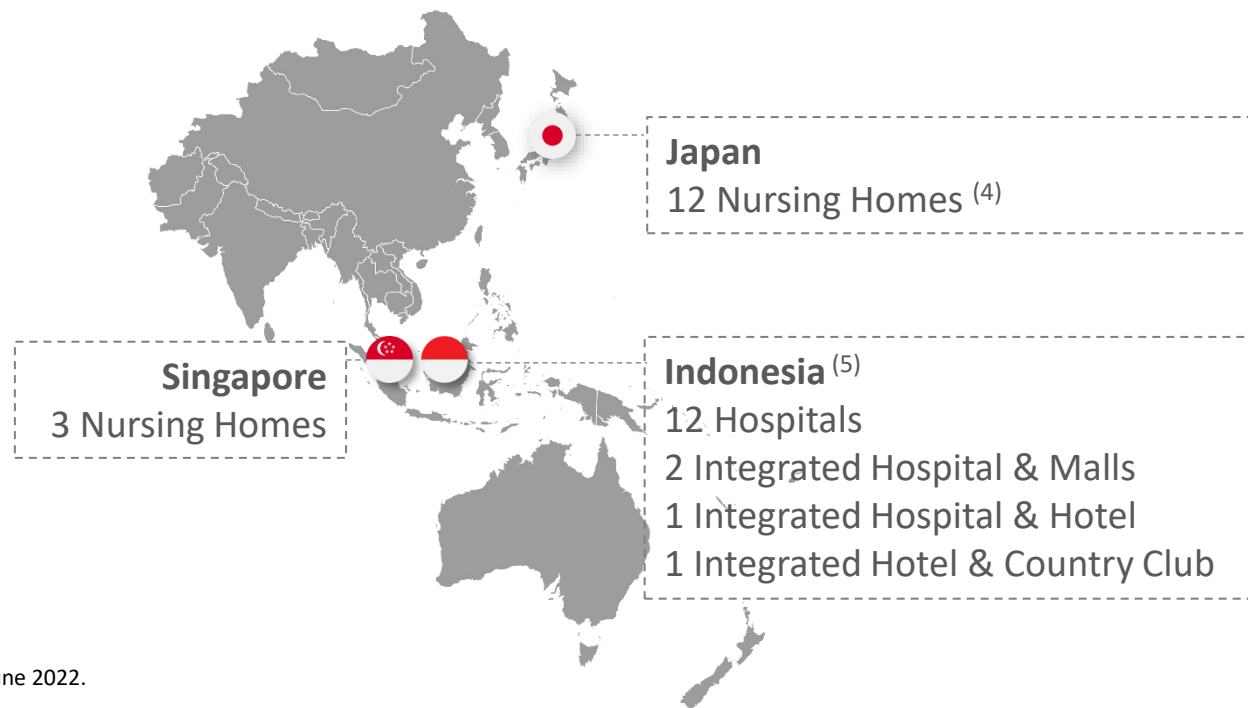 Japan
12 Nursing Homes (4)
Singapore
3 Nursing Homes
Indonesia (5)
12 Hospitals
2 Integrated Hospital & Malls
1 Integrated Hospital & Hotel
1 Integrated Hotel & Country Club
2022.